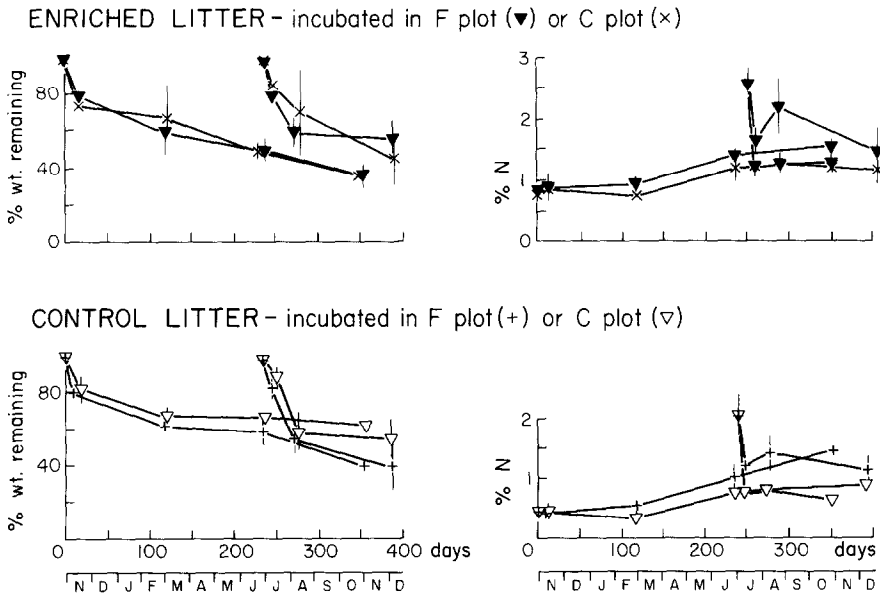 ENRICHED LITTER – incubated in F plot (▼) or C plot (×)
% wt. remaining
80
40
0
% N
3
2
1
0
CONTROL LITTER – incubated in F plot (+) or C plot (▽)
% wt. remaining
80
40
0 100 200 300 400 days
N D J F M A M J J A S O N D
% N
2
1
0 100 200 300 days
N D J F M A M J J A S O N D